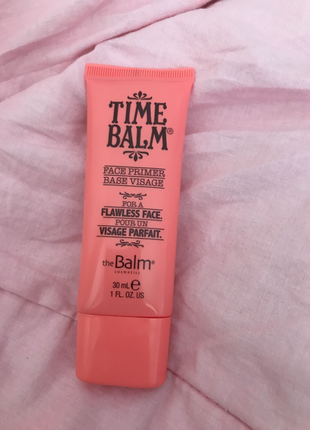 TIME
BALM®
FACE PRIMER
BASE VISAGE
FOR A
FLAWLESS FACE.
POUR UN
VISAGE PARFAIT.
theBalm®
cosmetics
30 mL ℮
1 FL. OZ. US